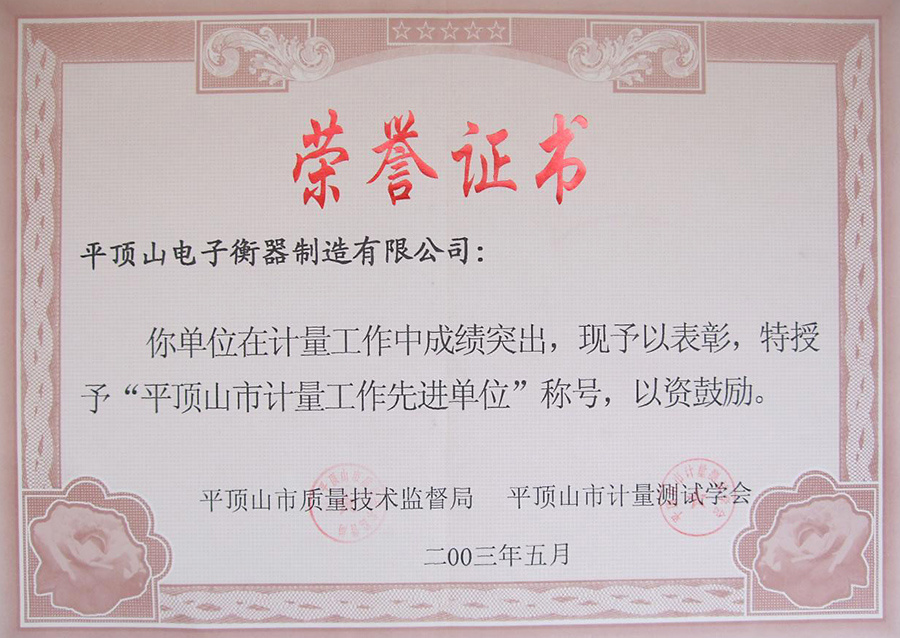 荣誉证书
平顶山电子衡器制造有限公司：
你单位在计量工作中成绩突出，现予以表彰，特授
予“平顶山市计量工作先进单位”称号，以资鼓励。
平顶山市质量技术监督局 平顶山市计量测试学会
二00三年五月